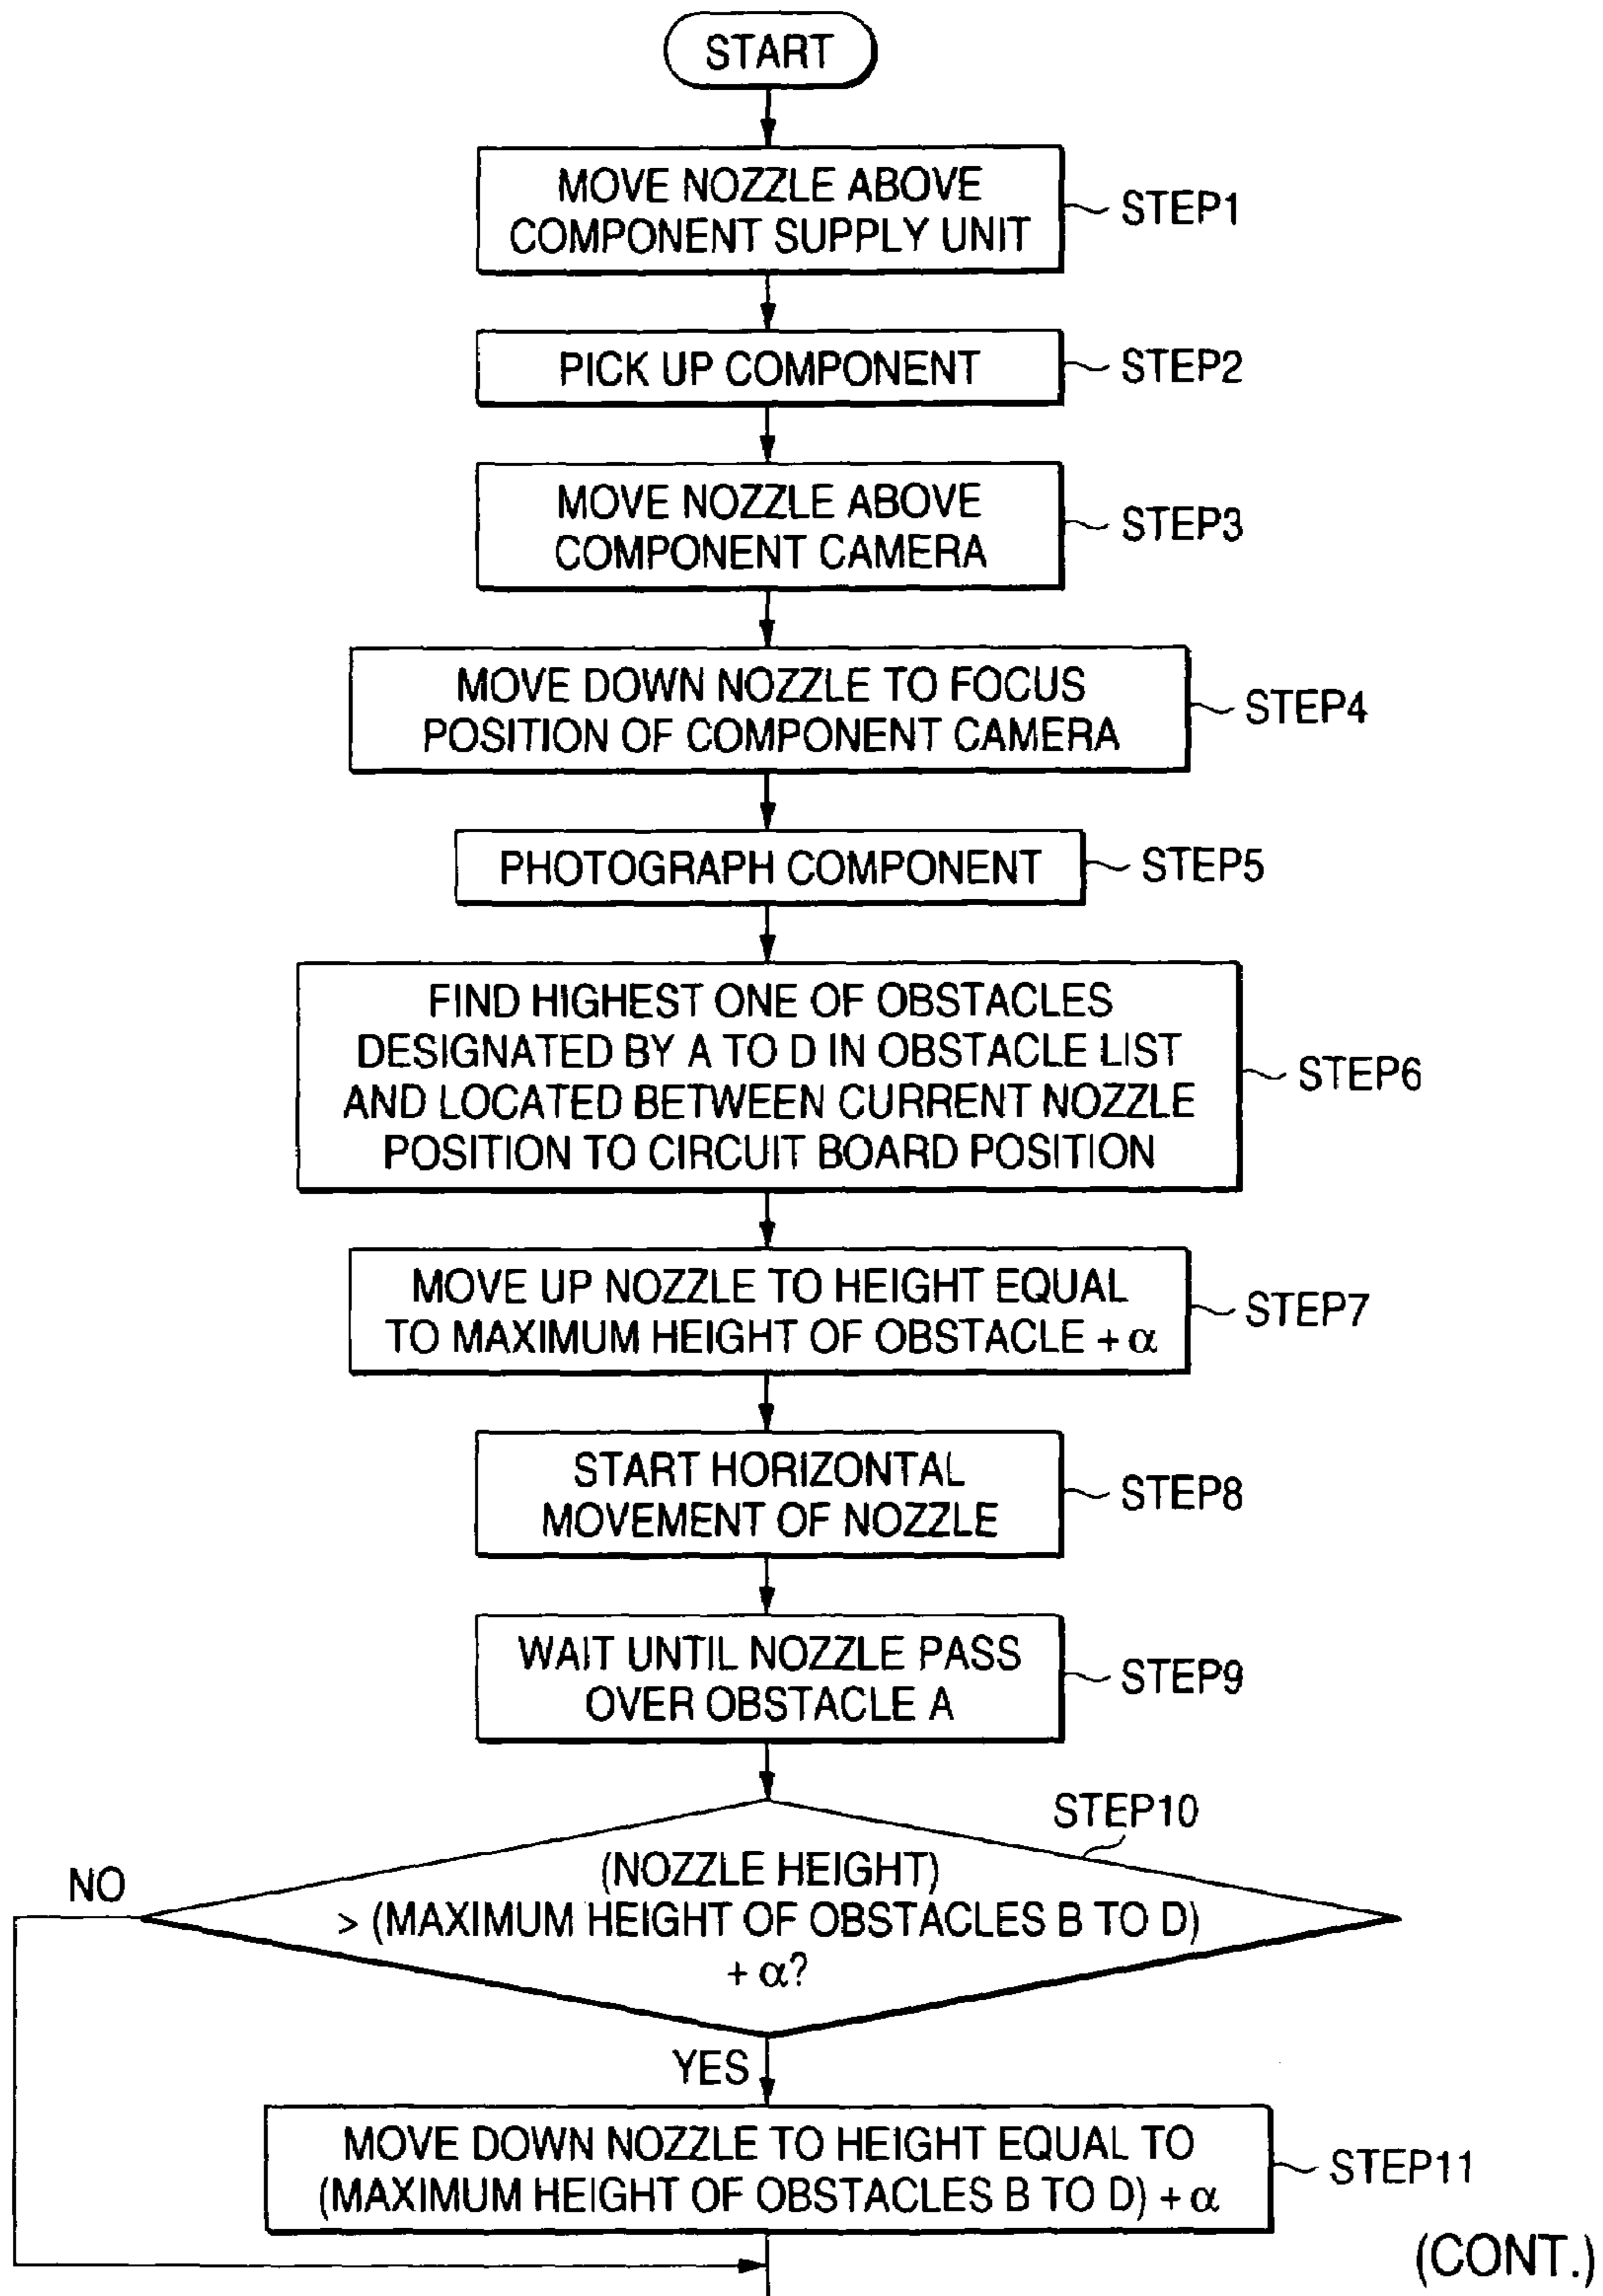 START
MOVE NOZZLE ABOVE
COMPONENT SUPPLY UNIT
STEP1
PICK UP COMPONENT
STEP2
MOVE NOZZLE ABOVE
COMPONENT CAMERA
STEP3
MOVE DOWN NOZZLE TO FOCUS
POSITION OF COMPONENT CAMERA
STEP4
PHOTOGRAPH COMPONENT
STEP5
FIND HIGHEST ONE OF OBSTACLES
DESIGNATED BY A TO D IN OBSTACLE LIST
AND LOCATED BETWEEN CURRENT NOZZLE
POSITION TO CIRCUIT BOARD POSITION
STEP6
MOVE UP NOZZLE TO HEIGHT EQUAL
TO MAXIMUM HEIGHT OF OBSTACLE + α
STEP7
START HORIZONTAL
MOVEMENT OF NOZZLE
STEP8
WAIT UNTIL NOZZLE PASS
OVER OBSTACLE A
STEP9
STEP10
NO
(NOZZLE HEIGHT)
> (MAXIMUM HEIGHT OF OBSTACLES B TO D)
+ α?
YES
MOVE DOWN NOZZLE TO HEIGHT EQUAL TO
(MAXIMUM HEIGHT OF OBSTACLES B TO D) + α
STEP11
(CONT.)